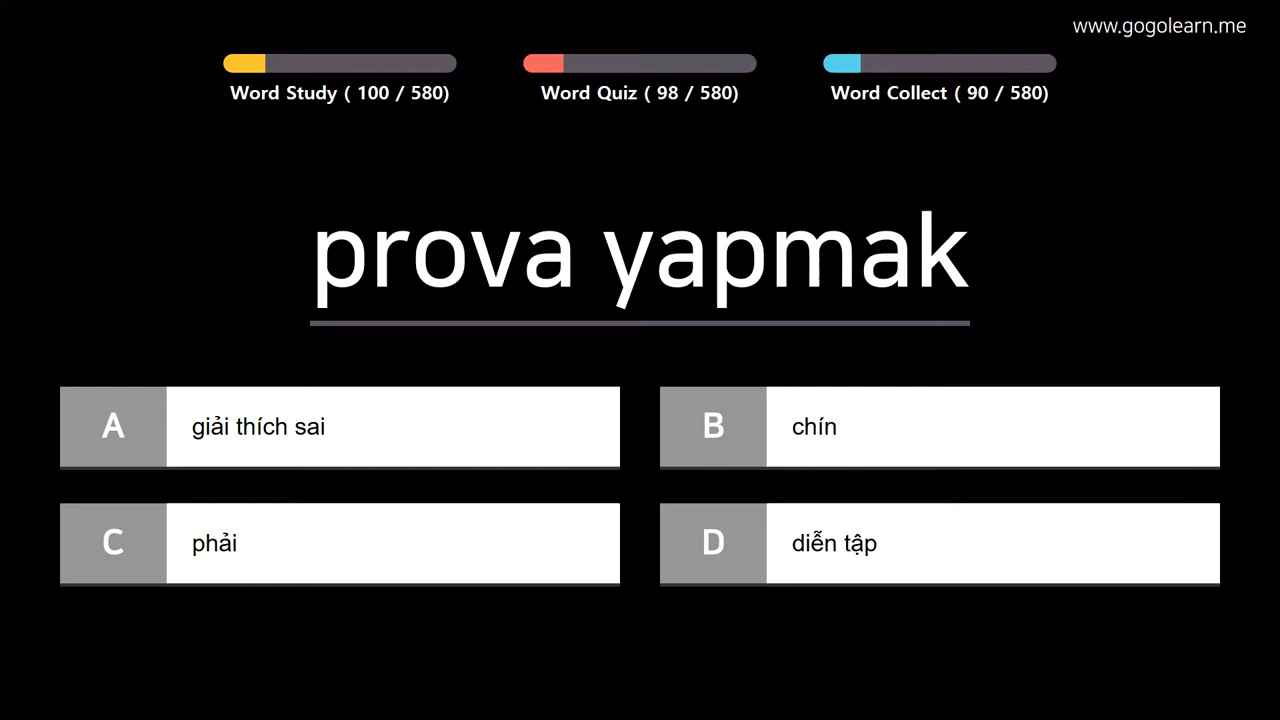 www.gogolearn.me
Word Study ( 100 / 580)
Word Quiz ( 98 / 580)
Word Collect ( 90 / 580)
prova yapmak
A
giải thích sai
B
chín
C
phải
D
diễn tập